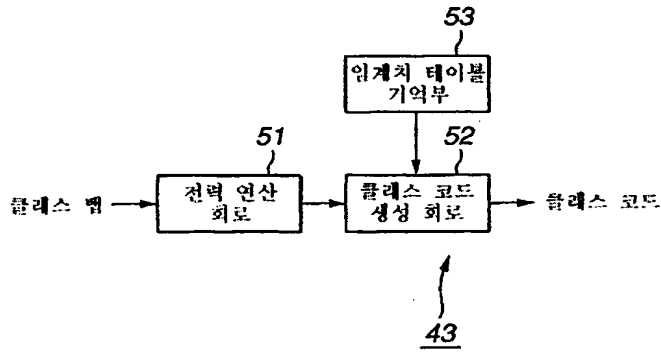 53
임계치 테이블
기억부
51
52
클래스 탭
전력 연산
회로
클래스 코드
생성 회로
클래스 코드
43